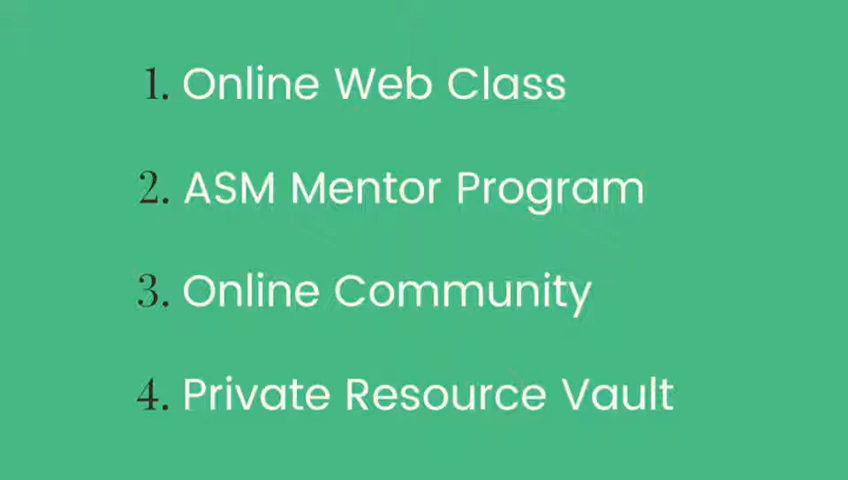 1. Online Web Class
2. ASM Mentor Program
3. Online Community
4. Private Resource Vault